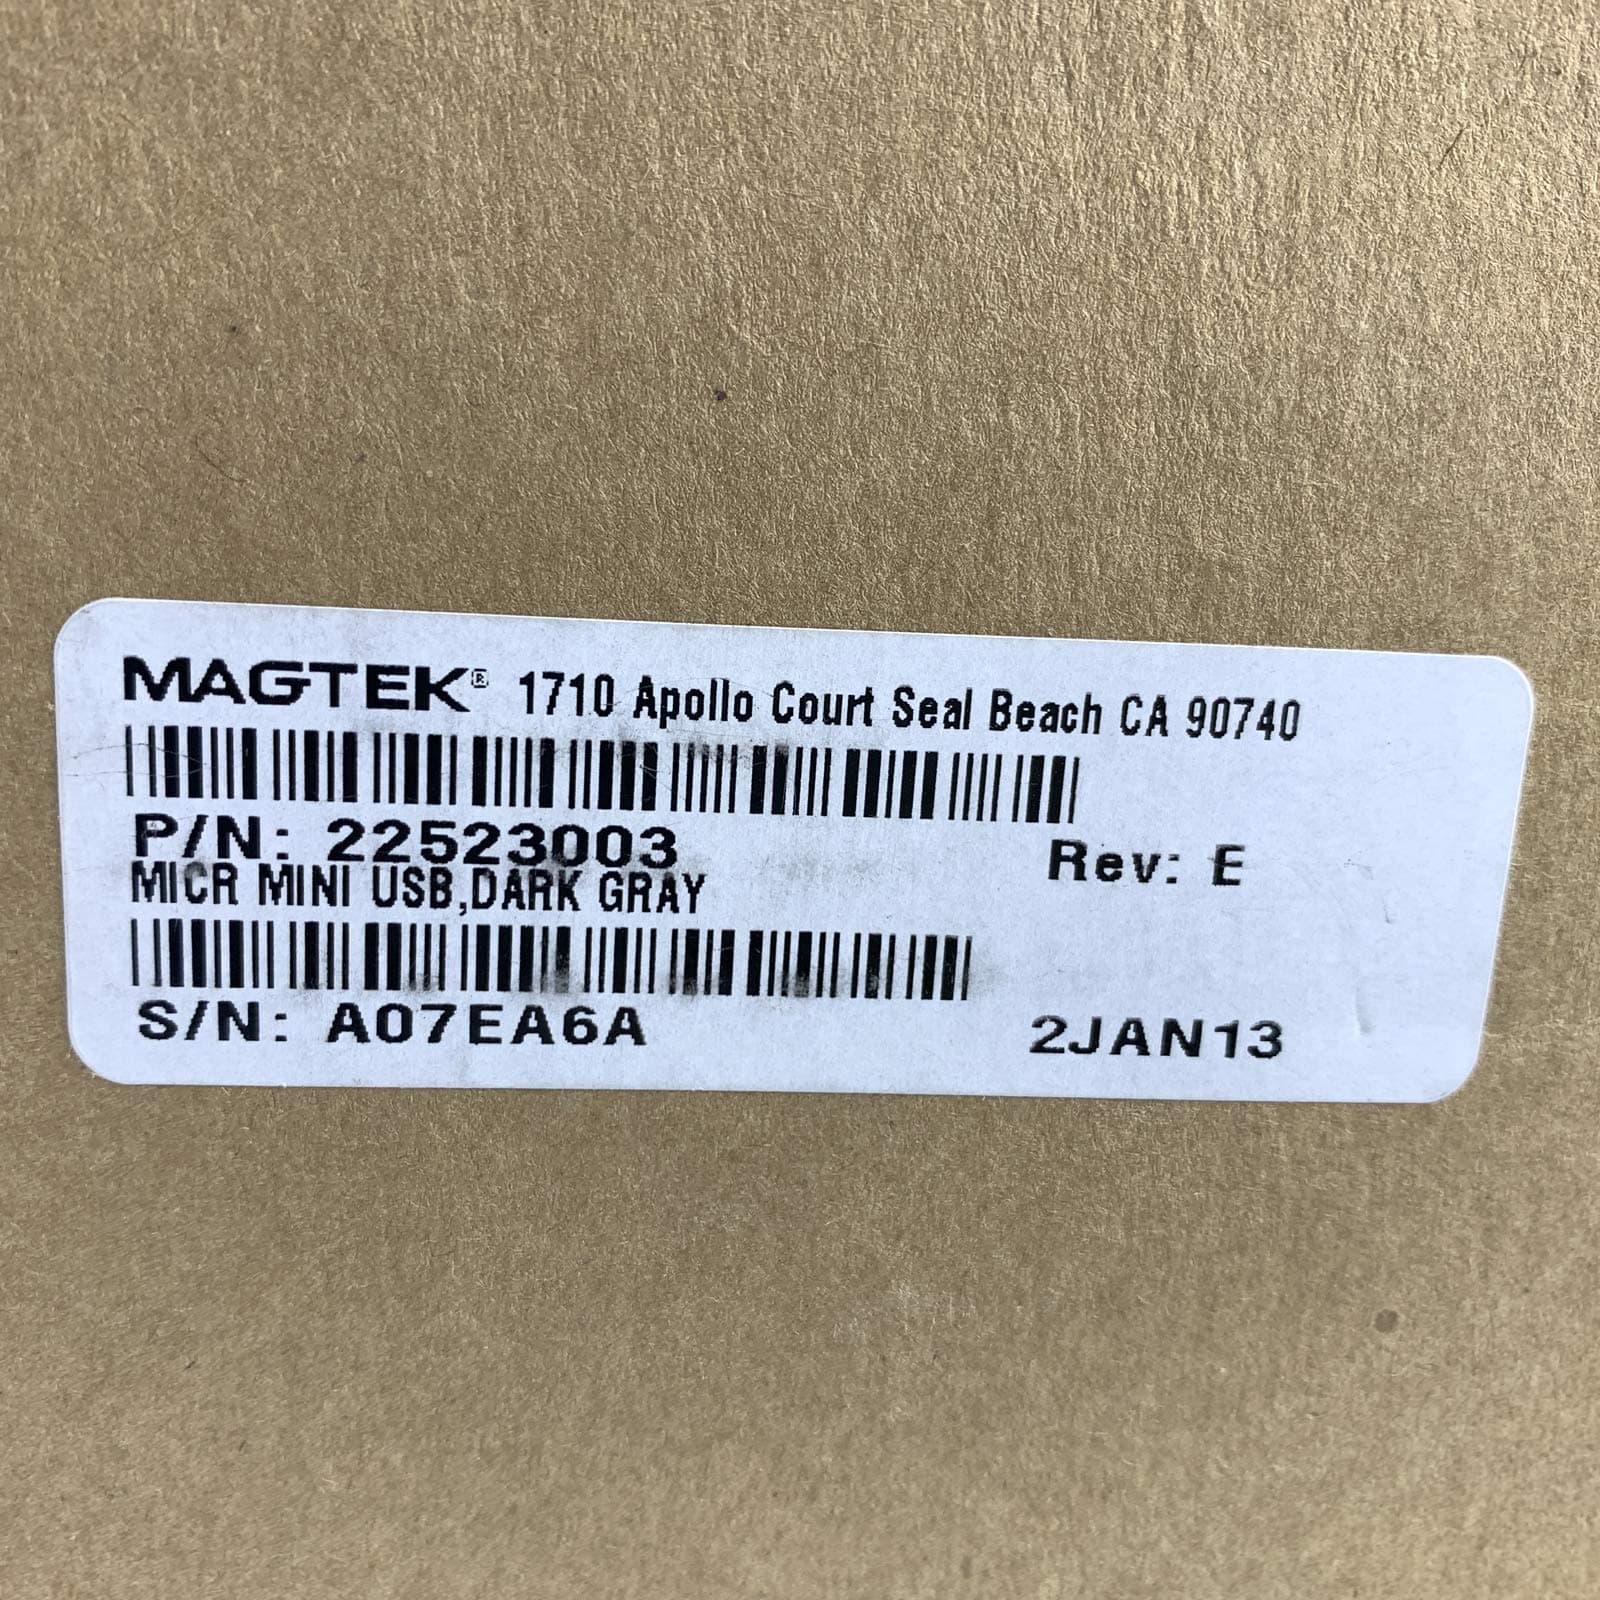 MAGTEK® 1710 Apollo Court Seal Beach CA 90740
P/N: 22523003 Rev: E
MICR MINI USB,DARK GRAY
S/N: A07EA6A 2JAN13